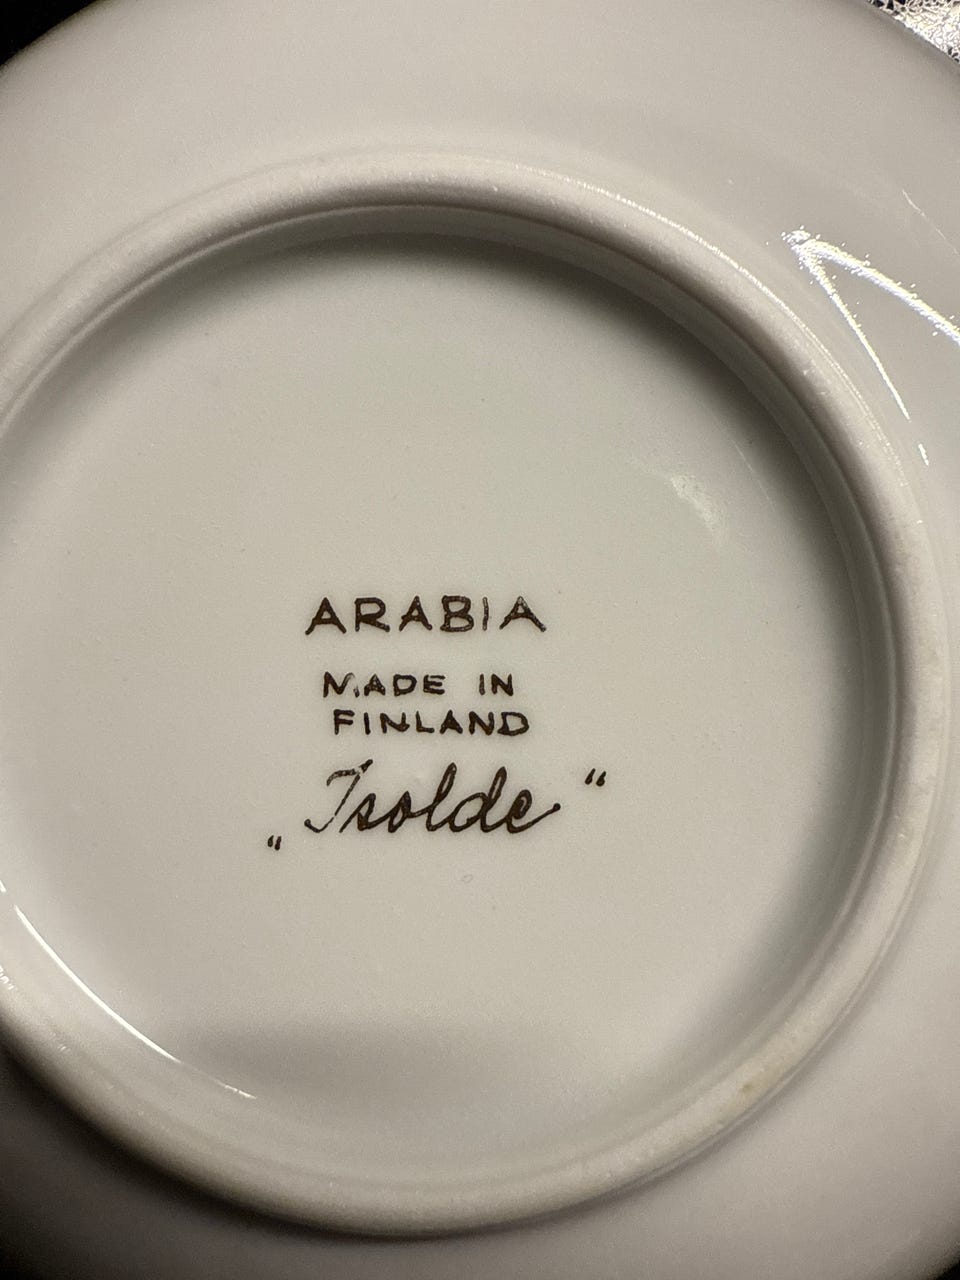 ARABIA
MADE IN
FINLAND
„Isolde“